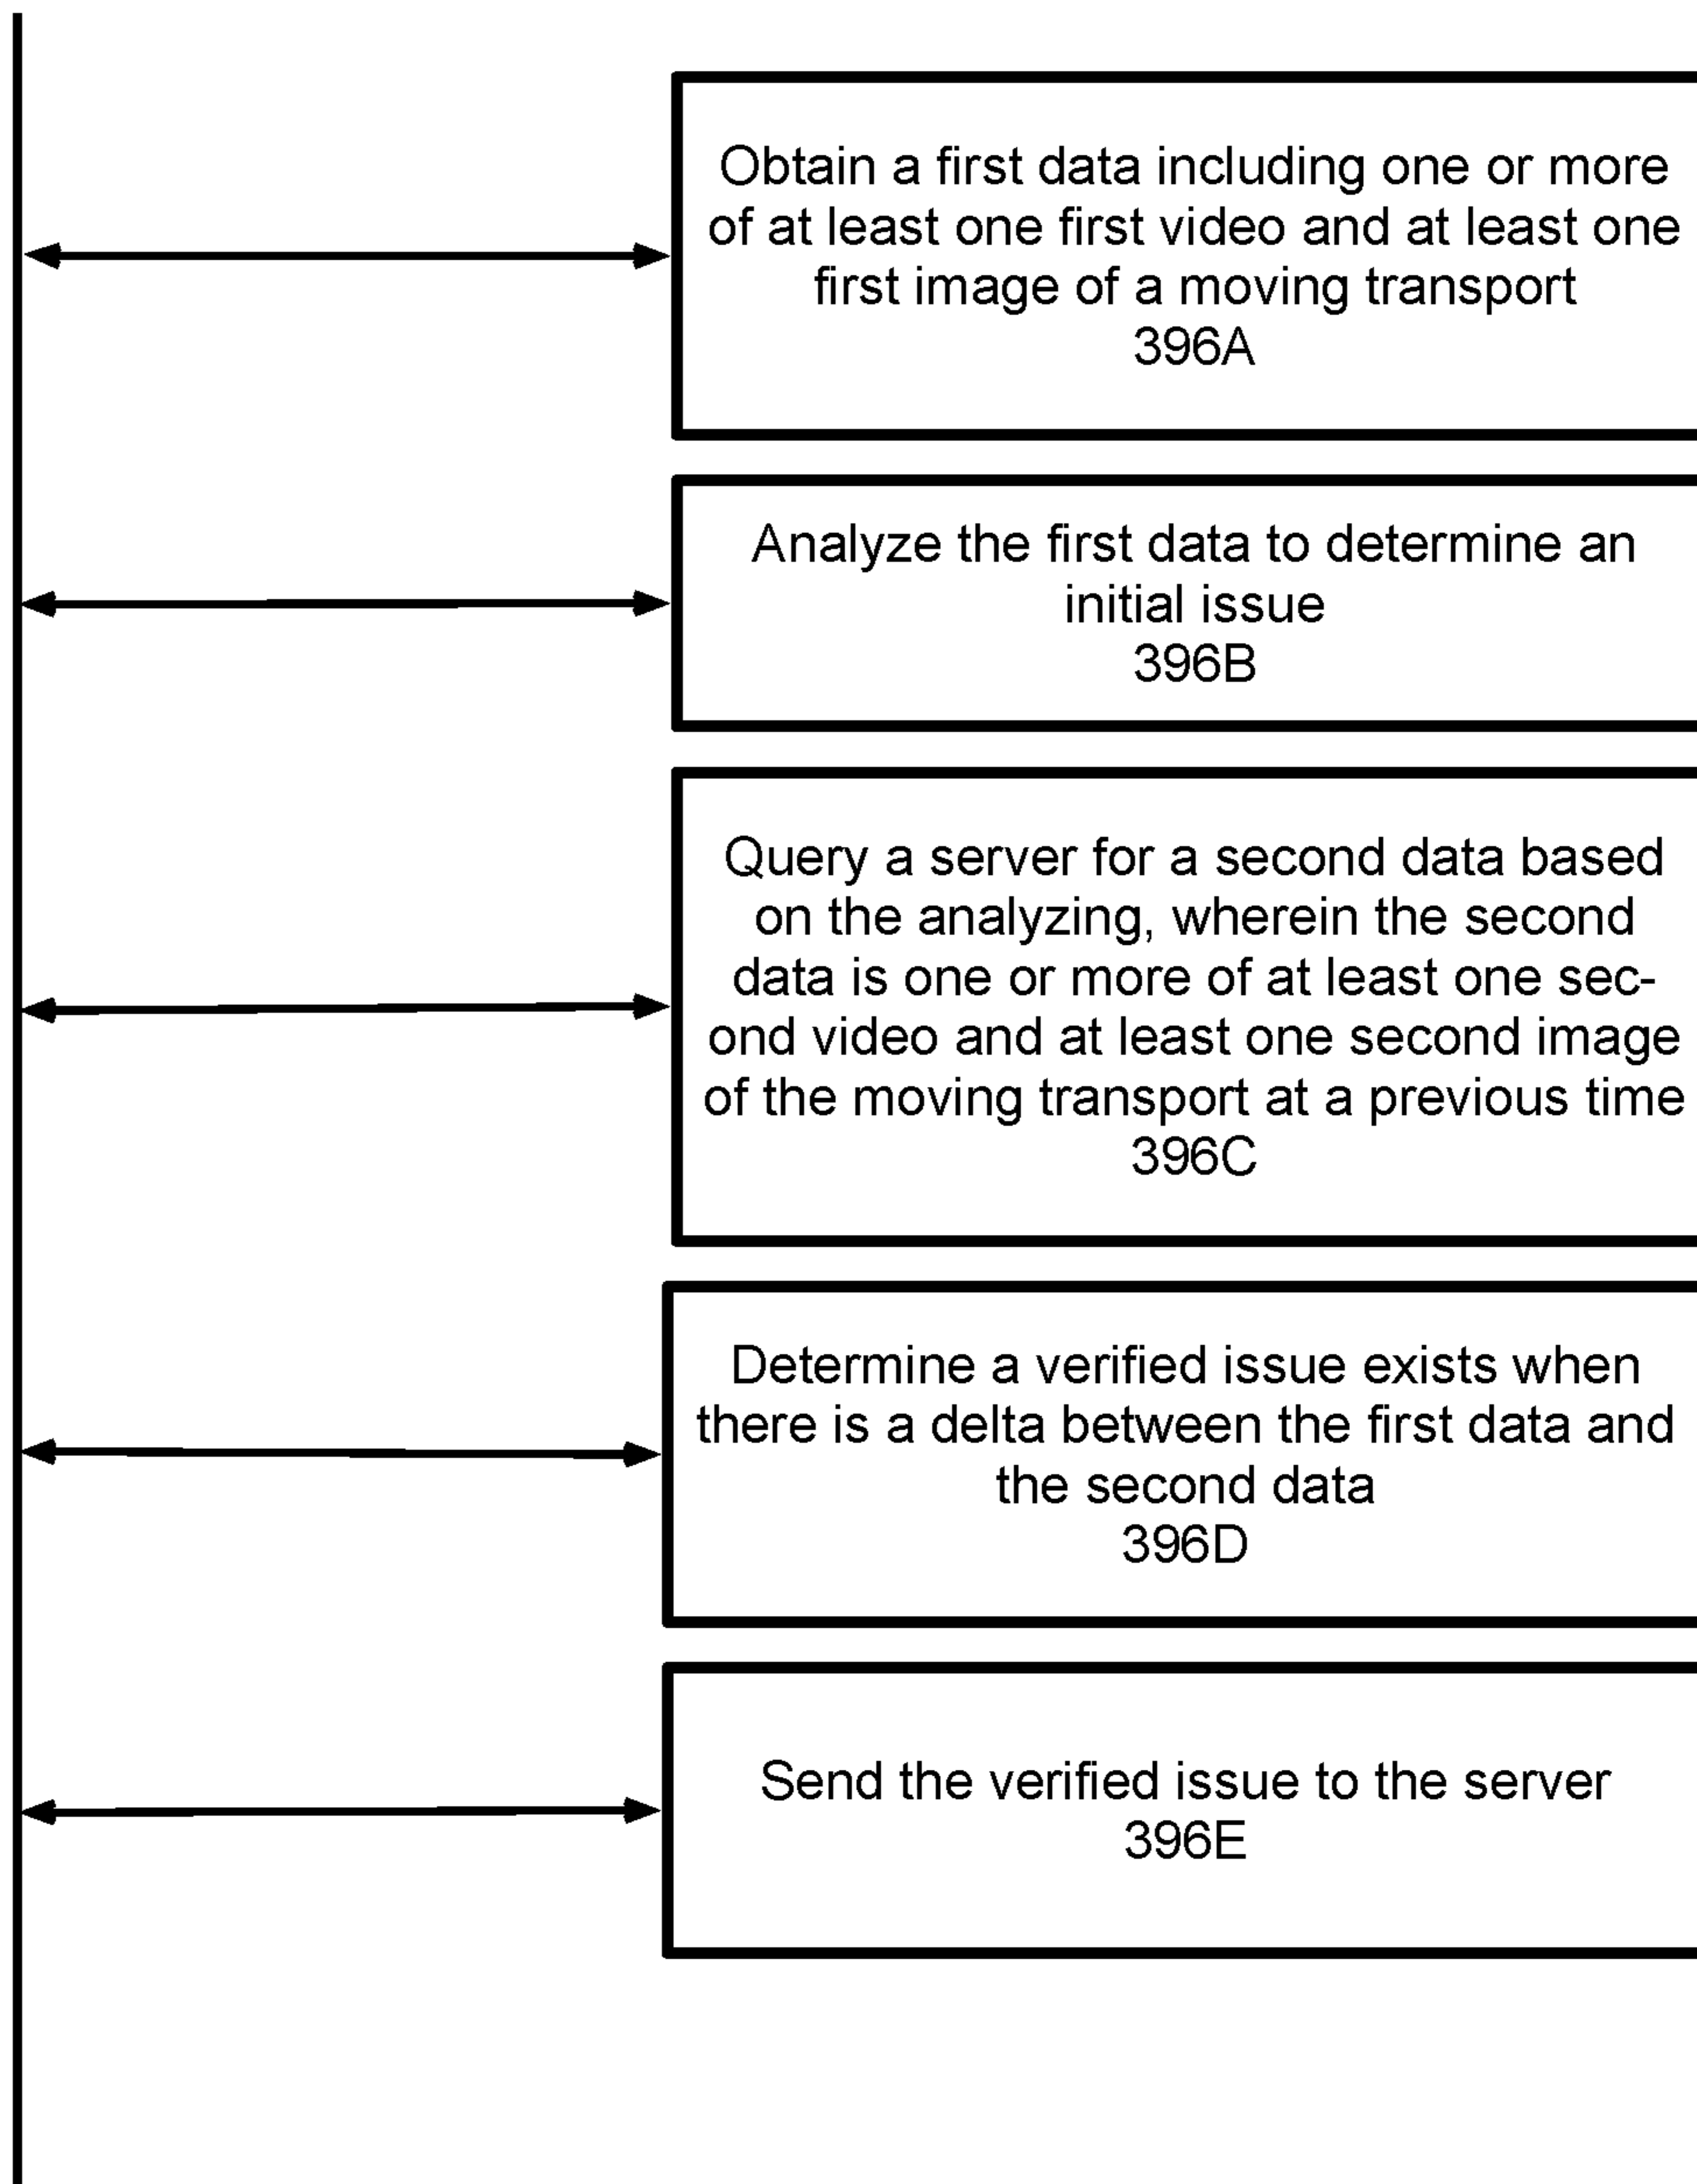 Obtain a first data including one or more
of at least one first video and at least one
first image of a moving transport
396A
Analyze the first data to determine an
initial issue
396B
Query a server for a second data based
on the analyzing, wherein the second
data is one or more of at least one sec-
ond video and at least one second image
of the moving transport at a previous time
396C
Determine a verified issue exists when
there is a delta between the first data and
the second data
396D
Send the verified issue to the server
396E